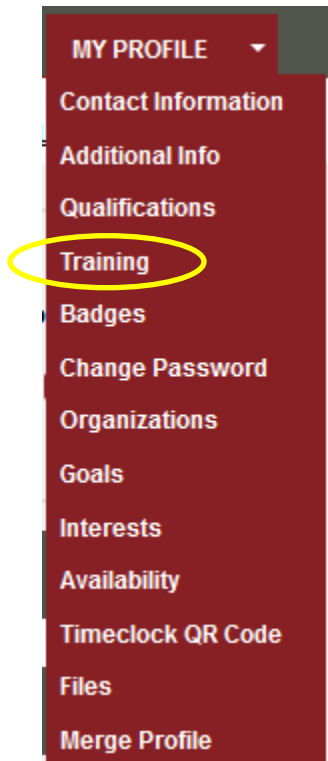 MY PROFILE
Contact Information
Additional Info
Qualifications
Training
Badges
Change Password
Organizations
Goals
Interests
Availability
Timeclock QR Code
Files
Merge Profile